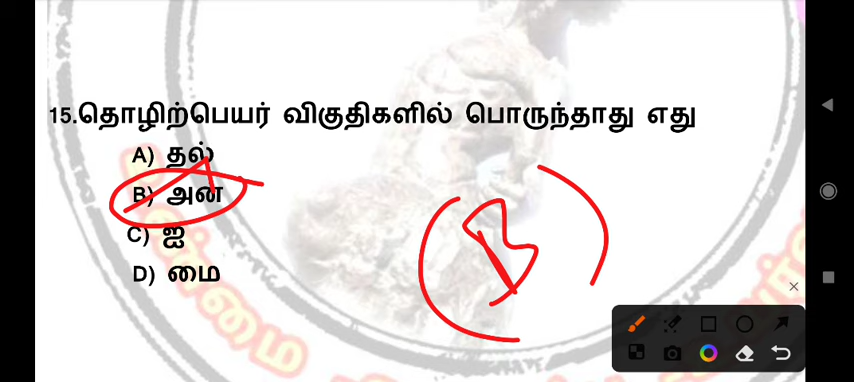 15.தொழிற்பெயர் விகுதிகளில் பொருந்தாது எது
A) தல்
B) அன்
C) ஐ
D) மை
B